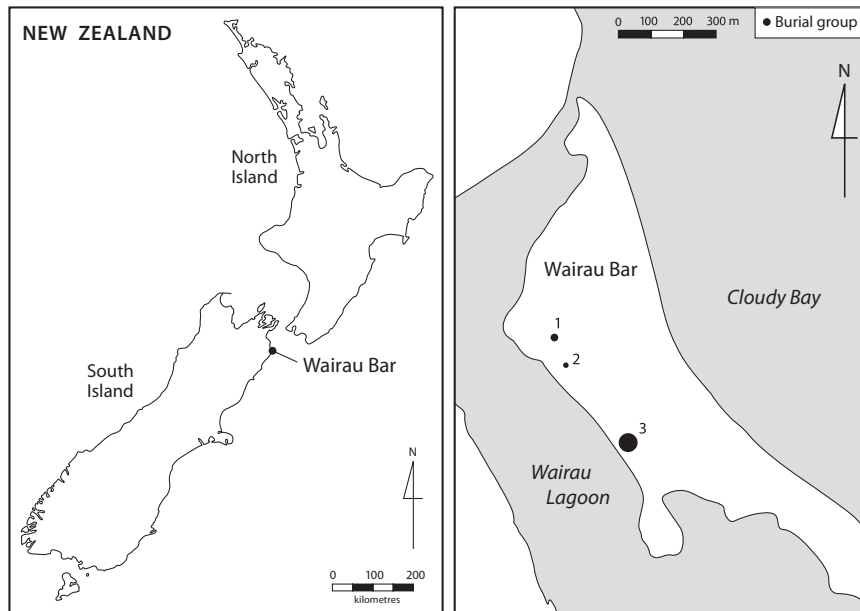 NEW ZEALAND
North
Island
South
Island
Wairau Bar
N
0 100 200
kilometres
0 100 200 300 m
Burial group
N
Wairau Bar
Cloudy Bay
1
2
3
Wairau
Lagoon